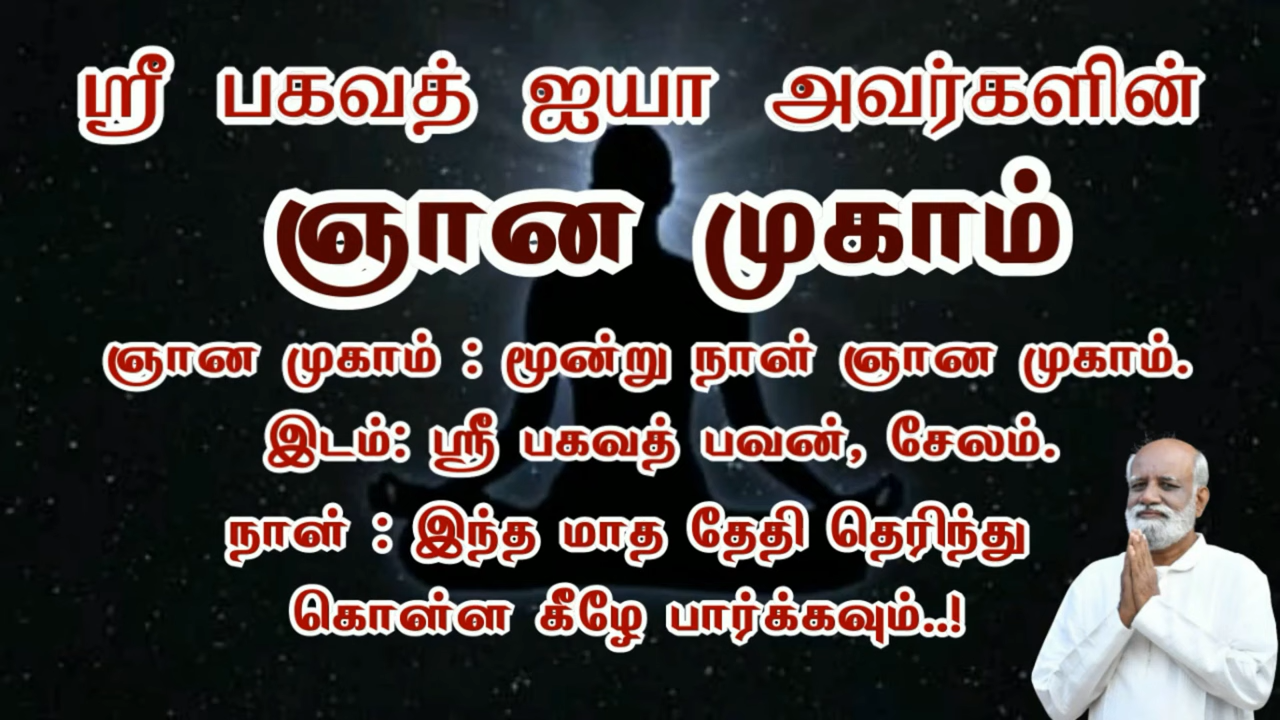 ஸ்ரீ பகவத் ஐயா அவர்களின்
ஞான முகாம்
ஞான முகாம் : மூன்று நாள் ஞான முகாம்.
இடம்: ஸ்ரீ பகவத் பவன், சேலம்.
நாள் : இந்த மாத தேதி தெரிந்து
கொள்ள கீழே பார்க்கவும்..!